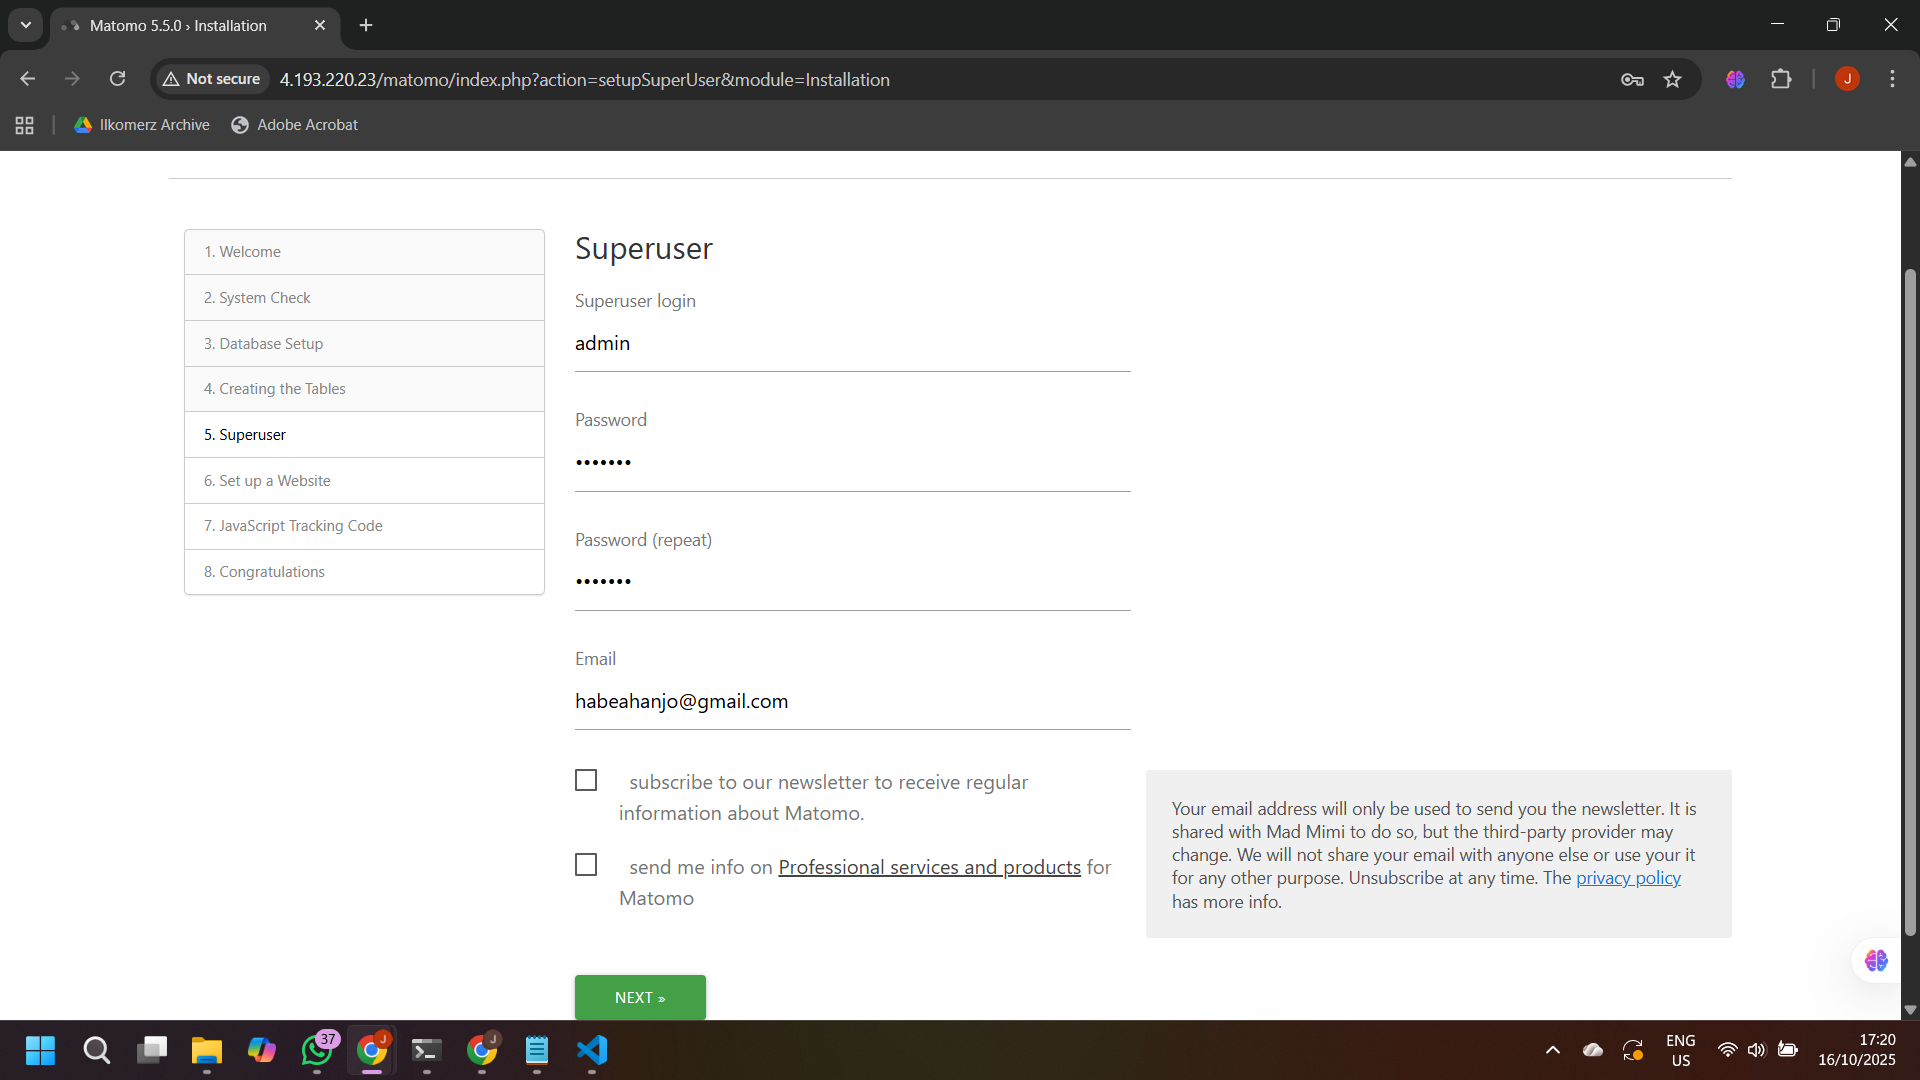 Matomo 5.5.0 › Installation
Not secure
4.193.220.23/matomo/index.php?action=setupSuperUser&module=Installation
J
Ilkomerz Archive
Adobe Acrobat
1. Welcome
2. System Check
3. Database Setup
4. Creating the Tables
5. Superuser
6. Set up a Website
7. JavaScript Tracking Code
8. Congratulations
Superuser
Superuser login
admin
Password
•••••••
Password (repeat)
•••••••
Email
habeahanjo@gmail.com
subscribe to our newsletter to receive regular
information about Matomo.
send me info on Professional services and products for
Matomo
Your email address will only be used to send you the newsletter. It is
shared with Mad Mimi to do so, but the third-party provider may
change. We will not share your email with anyone else or use your it
for any other purpose. Unsubscribe at any time. The privacy policy
has more info.
NEXT »
37
J
J
ENG
US
17:20
16/10/2025